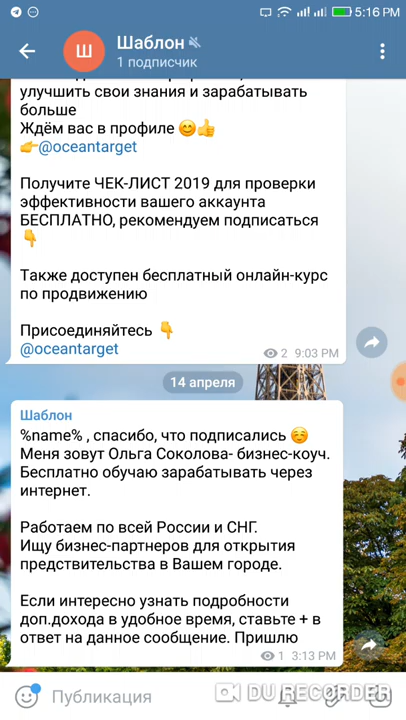 5:16 PM
Ш
Шаблон
1 подписчик
улучшить свои знания и зарабатывать
больше
Ждём вас в профиле 😊👍
👉@oceantarget
Получите ЧЕК-ЛИСТ 2019 для проверки
эффективности вашего аккаунта
БЕСПЛАТНО, рекомендуем подписаться
👇
Также доступен бесплатный онлайн-курс
по продвижению
Присоединяйтесь 👇
@oceantarget
2 9:03 PM
14 апреля
Шаблон
%name% , спасибо, что подписались ☺️
Меня зовут Ольга Соколова- бизнес-коуч.
Бесплатно обучаю зарабатывать через
интернет.
Работаем по всей России и СНГ.
Ищу бизнес-партнеров для открытия
предствительства в Вашем городе.
Если интересно узнать подробности
доп.дохода в удобное время, ставьте + в
ответ на данное сообщение. Пришлю
1 3:13 PM
Публикация
DU RECORDER